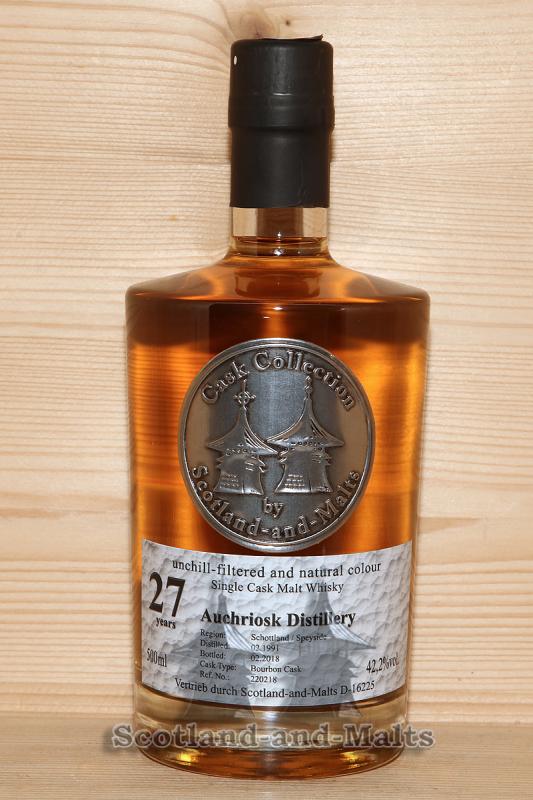 Cask Collection
by
Scotland-and-Malts
unchill-filtered and natural colour
Single Cask Malt Whisky
27
years
Auchriosk Distillery
Region: Schottland / Speyside
Distilled: 02.1991
Bottled: 02.2018
Cask Type: Bourbon Cask
Ref. No.: 220218
500ml
42,2%vol.
Vertrieb durch Scotland-and-Malts D-16225
Scotland-and-Malts